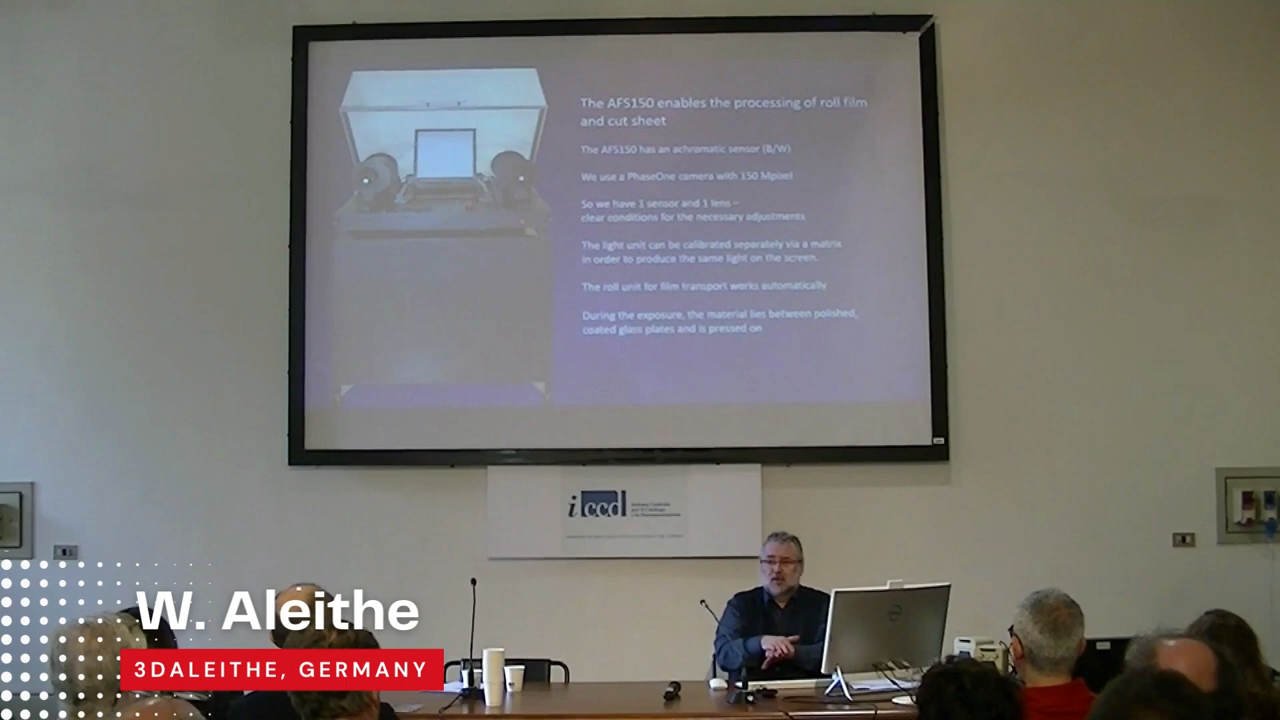 The AFS150 enables the processing of roll film
and cut sheet
The AFS150 has an achromatic sensor (B/W)
We use a PhaseOne camera with 150 Mpixel
So we have 1 sensor and 1 lens –
clear conditions for the necessary adjustments
The light unit can be calibrated separately via a matrix
in order to produce the same light on the screen.
The roll unit for film transport works automatically
During the exposure, the material lies between polished,
coated glass plates and is pressed on
iccd
W. Aleithe
3DALEITHE, GERMANY